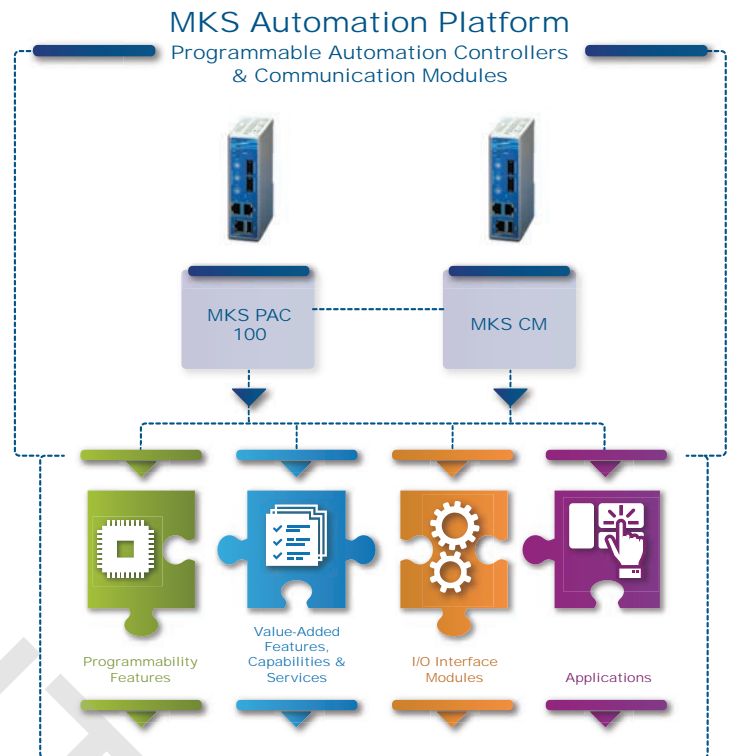 MKS Automation Platform
Programmable Automation Controllers
& Communication Modules
MKS PAC
100
MKS CM
Programmability
Features
Value-Added
Features,
Capabilities &
Services
I/O Interface
Modules
Applications